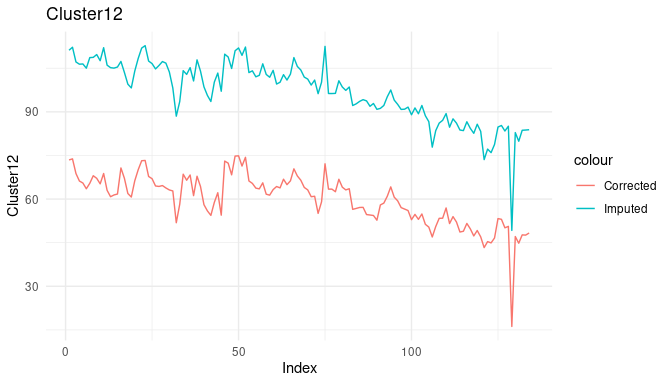 Cluster12
Cluster12
90
60
30
0
50
100
Index
colour
Corrected
Imputed